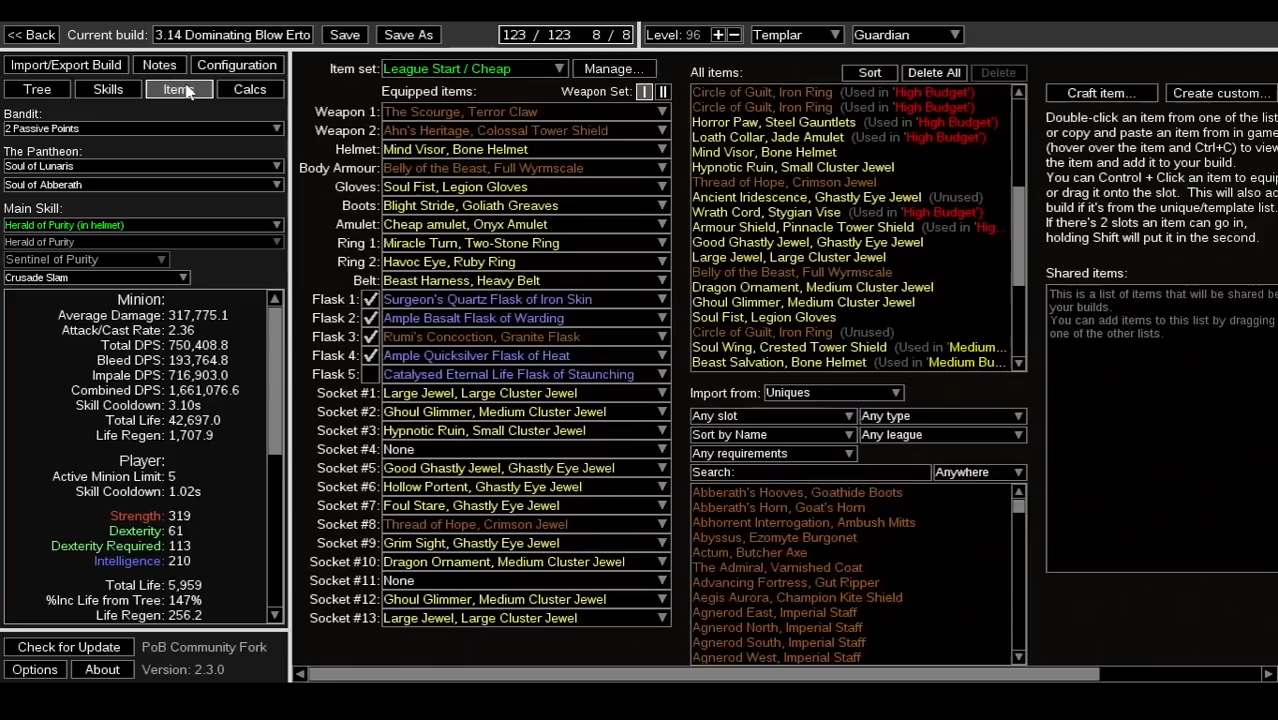 << Back
Current build: 3.14 Dominating Blow Erto
Save
Save As
123 / 123 8 / 8
Level: 96 + −
Templar
Guardian
Import/Export Build
Notes
Configuration
Tree
Skills
Items
Calcs
Bandit:
2 Passive Points
The Pantheon:
Soul of Lunaris
Soul of Abberath
Main Skill:
Herald of Purity (in helmet)
Herald of Purity
Sentinel of Purity
Crusade Slam
Minion:
Average Damage: 317,775.1
Attack/Cast Rate: 2.36
Total DPS: 750,408.8
Bleed DPS: 193,764.8
Impale DPS: 716,903.0
Combined DPS: 1,661,076.6
Skill Cooldown: 3.10s
Total Life: 42,697.0
Life Regen: 1,707.9
Player:
Active Minion Limit: 5
Skill Cooldown: 1.02s
Strength: 319
Dexterity: 61
Dexterity Required: 113
Intelligence: 210
Total Life: 5,959
%Inc Life from Tree: 147%
Life Regen: 256.2
Check for Update
PoB Community Fork
Options
About
Version: 2.3.0
Item set: League Start / Cheap
Manage...
Equipped items:
Weapon Set: I II
Weapon 1: The Scourge, Terror Claw
Weapon 2: Ahn's Heritage, Colossal Tower Shield
Helmet: Mind Visor, Bone Helmet
Body Armour: Belly of the Beast, Full Wyrmscale
Gloves: Soul Fist, Legion Gloves
Boots: Blight Stride, Goliath Greaves
Amulet: Cheap amulet, Onyx Amulet
Ring 1: Miracle Turn, Two-Stone Ring
Ring 2: Havoc Eye, Ruby Ring
Belt: Beast Harness, Heavy Belt
Flask 1: Surgeon's Quartz Flask of Iron Skin
Flask 2: Ample Basalt Flask of Warding
Flask 3: Rumi's Concoction, Granite Flask
Flask 4: Ample Quicksilver Flask of Heat
Flask 5: Catalysed Eternal Life Flask of Staunching
Socket #1: Large Jewel, Large Cluster Jewel
Socket #2: Ghoul Glimmer, Medium Cluster Jewel
Socket #3: Hypnotic Ruin, Small Cluster Jewel
Socket #4: None
Socket #5: Good Ghastly Jewel, Ghastly Eye Jewel
Socket #6: Hollow Portent, Ghastly Eye Jewel
Socket #7: Foul Stare, Ghastly Eye Jewel
Socket #8: Thread of Hope, Crimson Jewel
Socket #9: Grim Sight, Ghastly Eye Jewel
Socket #10: Dragon Ornament, Medium Cluster Jewel
Socket #11: None
Socket #12: Ghoul Glimmer, Medium Cluster Jewel
Socket #13: Large Jewel, Large Cluster Jewel
All items:
Sort
Delete All
Delete
Circle of Guilt, Iron Ring (Used in 'High Budget')
Circle of Guilt, Iron Ring (Used in 'High Budget')
Horror Paw, Steel Gauntlets (Used in 'High Budget')
Loath Collar, Jade Amulet (Used in 'High Budget')
Mind Visor, Bone Helmet
Hypnotic Ruin, Small Cluster Jewel
Thread of Hope, Crimson Jewel
Ancient Iridescence, Ghastly Eye Jewel (Unused)
Wrath Cord, Stygian Vise (Used in 'High Budget')
Armour Shield, Pinnacle Tower Shield (Used in 'Hig...
Good Ghastly Jewel, Ghastly Eye Jewel
Large Jewel, Large Cluster Jewel
Belly of the Beast, Full Wyrmscale
Dragon Ornament, Medium Cluster Jewel
Ghoul Glimmer, Medium Cluster Jewel
Soul Fist, Legion Gloves
Circle of Guilt, Iron Ring (Unused)
Soul Wing, Crested Tower Shield (Used in 'Medium...
Beast Salvation, Bone Helmet (Used in 'Medium Bu...
Import from: Uniques
Any slot
Any type
Sort by Name
Any league
Any requirements
Search:
Anywhere
Abberath's Hooves, Goathide Boots
Abberath's Horn, Goat's Horn
Abhorrent Interrogation, Ambush Mitts
Abyssus, Ezomyte Burgonet
Actum, Butcher Axe
The Admiral, Varnished Coat
Advancing Fortress, Gut Ripper
Aegis Aurora, Champion Kite Shield
Agnerod East, Imperial Staff
Agnerod North, Imperial Staff
Agnerod South, Imperial Staff
Agnerod West, Imperial Staff
Craft item...
Create custom...
Double-click an item from one of the list
or copy and paste an item from in game
(hover over the item and Ctrl+C) to view
the item and add it to your build.
You can Control + Click an item to equi
or drag it onto the slot. This will also ad
build if it's from the unique/template list.
If there's 2 slots an item can go in,
holding Shift will put it in the second.
Shared items:
This is a list of items that will be shared be
your builds.
You can add items to this list by dragging
one of the other lists.